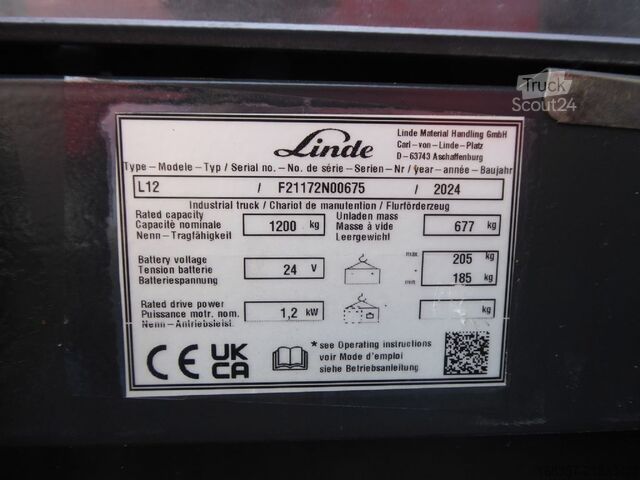 Truck
Scout24
Linde
Linde Material Handling GmbH
Carl-von-Linde-Platz
D-63743 Aschaffenburg
Type-Modele-Typ / Serial no.-No. de série-Serien-Nr / year-année-Baujahr
L12 / F21172N00675 / 2024
Industrial truck / Chariot de manutention / Flurförderzeug
Rated capacity
Capacité nominale
Nenn-Tragfähigkeit
1200 kg
Unladen mass
Masse à vide
Leergewicht
677 kg
Battery voltage
Tension batterie
Batteriespannung
24 V
max 205 kg
min 185 kg
Rated drive power
Puissance motr. nom.
Nenn-Antriebsleist.
1,2 kW
kg
CE UK
CA
*see Operating instructions
voir Mode d'emploi
siehe Betriebsanleitung